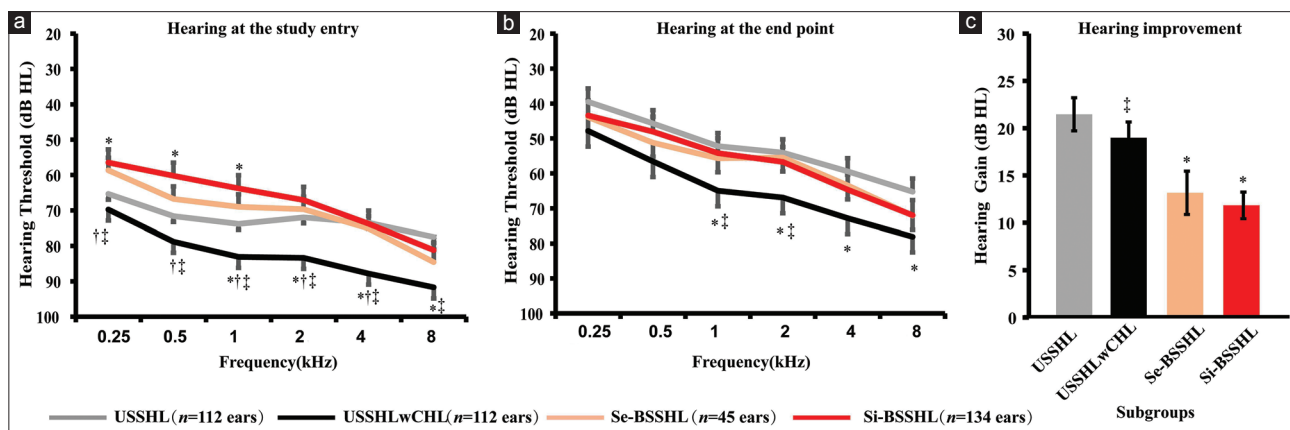 a
Hearing at the study entry
Hearing Threshold (dB HL)
20
30
40
50
60
70
80
90
100
*
*
*
†‡
†‡
*†‡
*†‡
*†‡
*‡
0.25 0.5 1 2 4 8
Frequency(kHz)
b
Hearing at the end point
Hearing Threshold (dB HL)
20
30
40
50
60
70
80
90
100
*‡
*‡
*
*
0.25 0.5 1 2 4 8
Frequency(kHz)
c
Hearing improvement
Hearing Gain (dB HL)
30
25
20
15
10
5
0
‡
*
*
USSHL
USSHLwCHL
Se-BSSHL
Si-BSSHL
Subgroups
USSHL(n=112 ears) USSHLwCHL(n=112 ears) Se-BSSHL(n=45 ears) Si-BSSHL(n=134 ears)